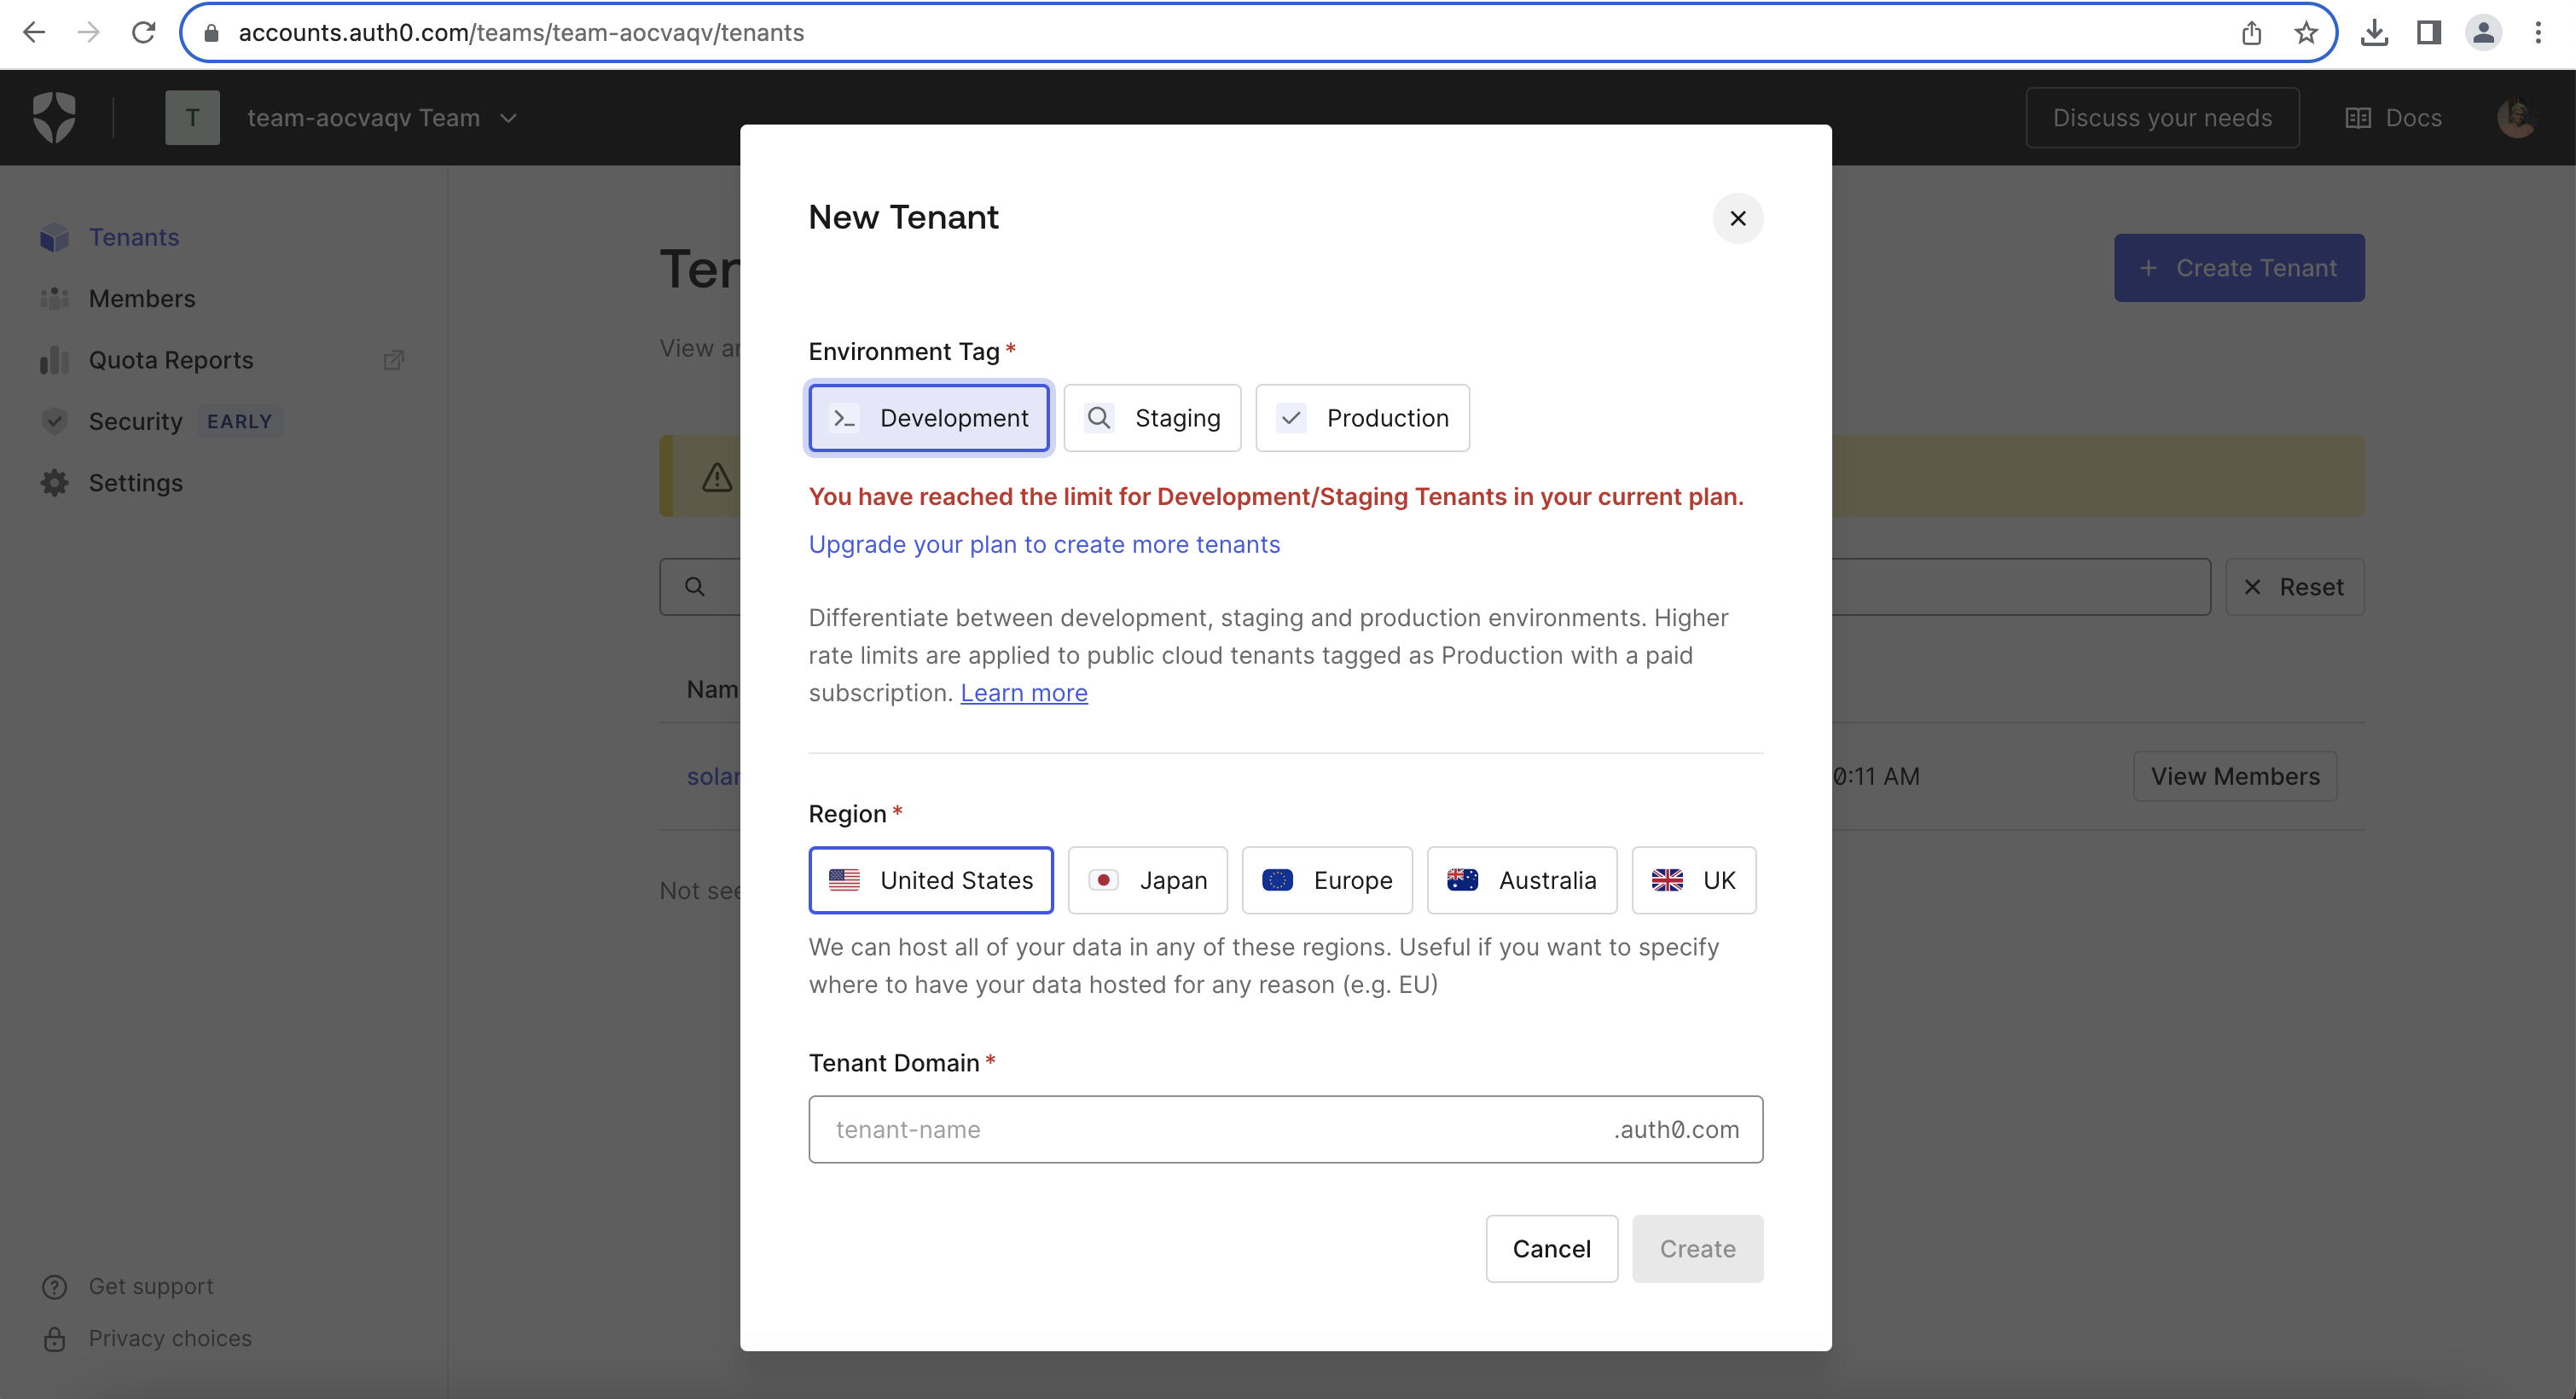 accounts.auth0.com/teams/team-aocvaqv/tenants
T
team-aocvaqv Team
Discuss your needs
Docs
Tenants
Members
Quota Reports
Security EARLY
Settings
Get support
Privacy choices
View
+ Create Tenant
Reset
0:11 AM
View Members
Not
New Tenant
Environment Tag *
Development
Staging
Production
You have reached the limit for Development/Staging Tenants in your current plan.
Upgrade your plan to create more tenants
Differentiate between development, staging and production environments. Higher
rate limits are applied to public cloud tenants tagged as Production with a paid
subscription. Learn more
Region *
United States
Japan
Europe
Australia
UK
We can host all of your data in any of these regions. Useful if you want to specify
where to have your data hosted for any reason (e.g. EU)
Tenant Domain *
tenant-name
.auth0.com
Cancel
Create